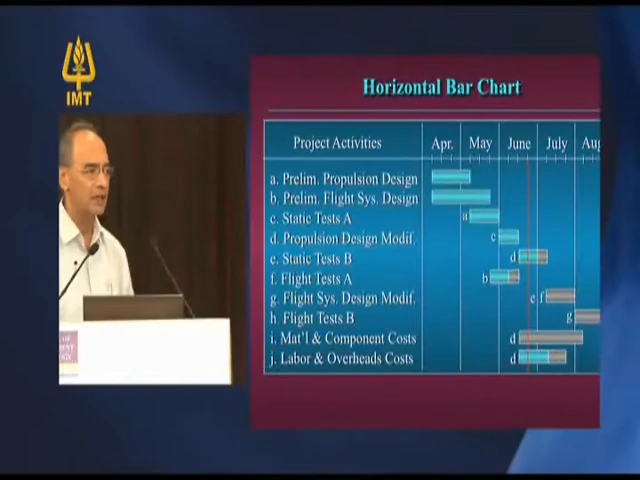 IMT
Horizontal Bar Chart
Project Activities Apr. May June July Aug
a. Prelim. Propulsion Design
b. Prelim. Flight Sys. Design
c. Static Tests A a
d. Propulsion Design Modif. c
e. Static Tests B d
f. Flight Tests A b
g. Flight Sys. Design Modif. e f
h. Flight Tests B g
i. Mat'l & Component Costs d
j. Labor & Overheads Costs d
OF